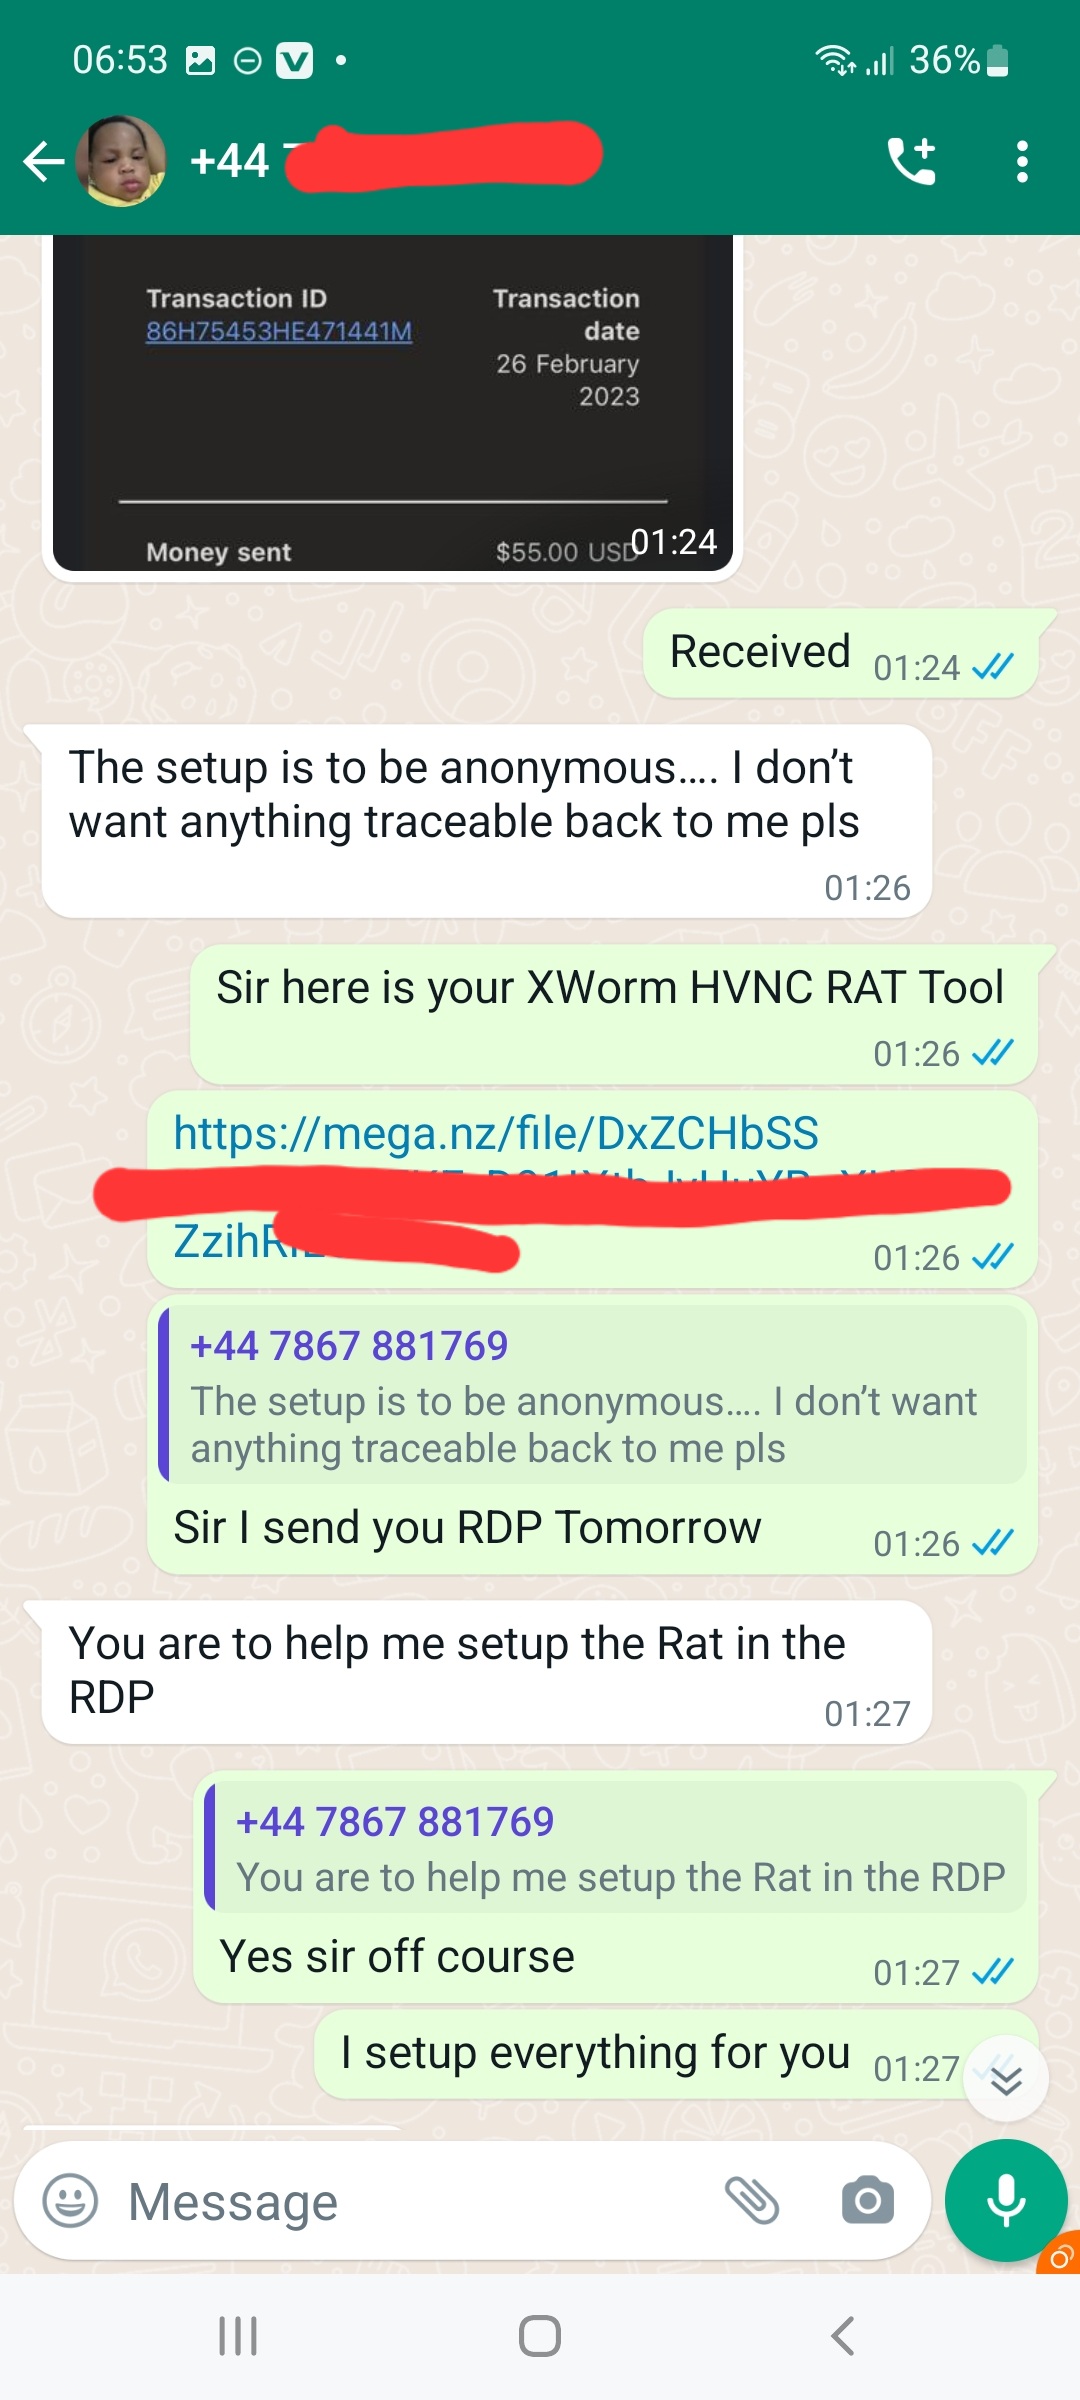 06:53
36%
+44
Transaction ID
Transaction
date
86H75453HE471441M
26 February
2023
Money sent
$55.00 USD
01:24
Received
01:24
The setup is to be anonymous.... I don't
want anything traceable back to me pls
01:26
Sir here is your XWorm HVNC RAT Tool
01:26
https://mega.nz/file/DxZCHbSS
01:26
+44 7867 881769
The setup is to be anonymous.... I don't want
anything traceable back to me pls
Sir I send you RDP Tomorrow
01:26
You are to help me setup the Rat in the
RDP
01:27
+44 7867 881769
You are to help me setup the Rat in the RDP
Yes sir off course
01:27
I setup everything for you
01:27
Message